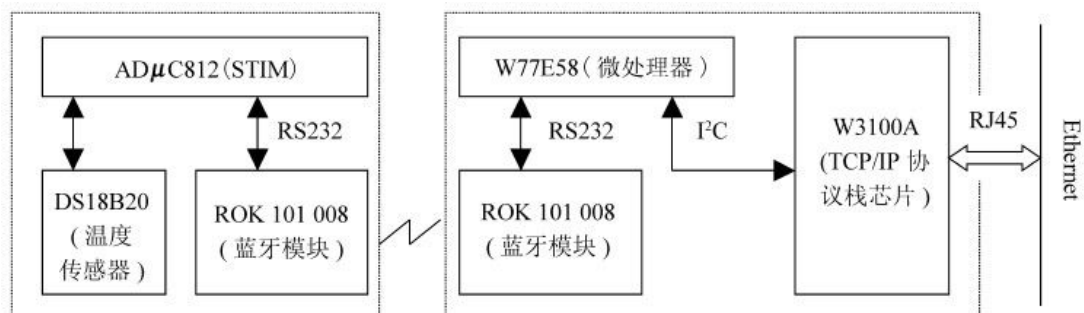 ADμC812(STIM)
RS232
DS18B20
(温度
传感器)
ROK 101 008
(蓝牙模块)
W77E58(微处理器)
RS232
I²C
ROK 101 008
(蓝牙模块)
W3100A
(TCP/IP 协
议栈芯片)
RJ45
Ethernet